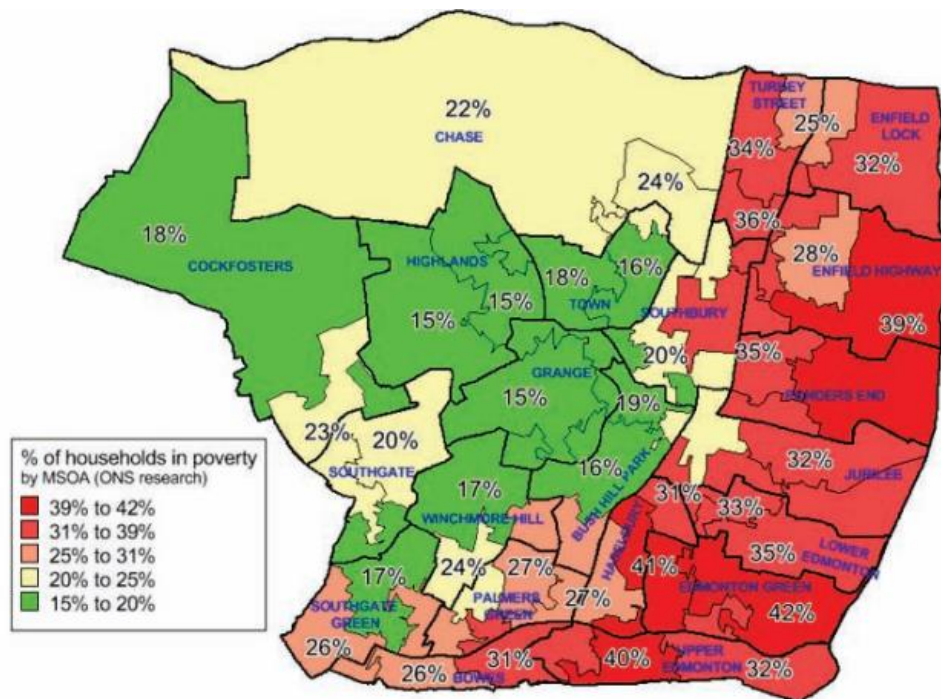 TURKEY
STREET
25%
ENFIELD
LOCK
22%
CHASE
34%
32%
24%
36%
18%
COCKFOSTERS
HIGHLANDS
18%
16%
28%
ENFIELD HIGHWAY
15%
15%
TOWN
SOUTHBURY
39%
20%
35%
GRANGE
15%
19%
PONDERS END
23%
20%
SOUTHGATE
16%
BUSH HILL PARK
32%
JUBILEE
17%
WINCHMORE HILL
31%
33%
HASELBURY
35%
LOWER
EDMONTON
17%
24%
27%
41%
EDMONTON GREEN
SOUTHGATE
GREEN
PALMERS
GREEN
27%
42%
26%
26%
BOWES
31%
40%
UPPER
EDMONTON
32%
% of households in poverty
by MSOA (ONS research)
39% to 42%
31% to 39%
25% to 31%
20% to 25%
15% to 20%